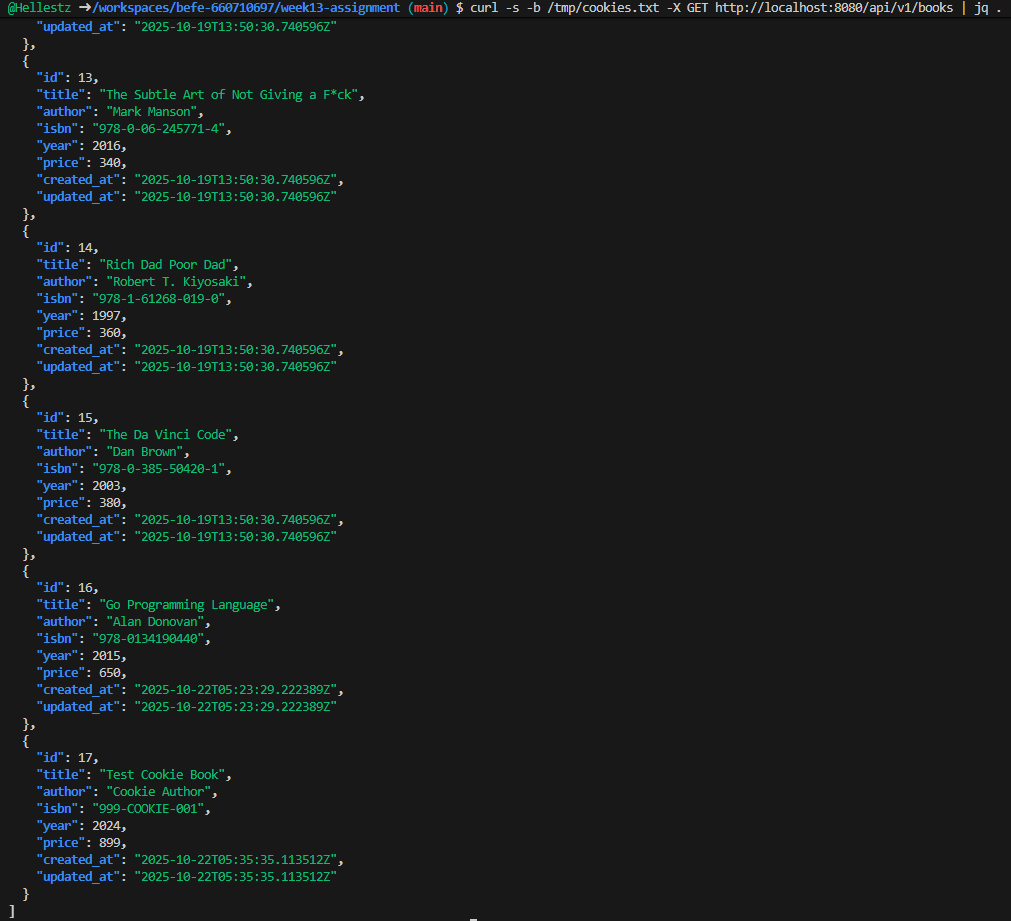 @Hellestz ➜/workspaces/befe-660710697/week13-assignment (main) $ curl -s -b /tmp/cookies.txt -X GET http://localhost:8080/api/v1/books | jq .
    "updated_at": "2025-10-19T13:50:30.740596Z"
  },
  {
    "id": 13,
    "title": "The Subtle Art of Not Giving a F*ck",
    "author": "Mark Manson",
    "isbn": "978-0-06-245771-4",
    "year": 2016,
    "price": 340,
    "created_at": "2025-10-19T13:50:30.740596Z",
    "updated_at": "2025-10-19T13:50:30.740596Z"
  },
  {
    "id": 14,
    "title": "Rich Dad Poor Dad",
    "author": "Robert T. Kiyosaki",
    "isbn": "978-1-61268-019-0",
    "year": 1997,
    "price": 360,
    "created_at": "2025-10-19T13:50:30.740596Z",
    "updated_at": "2025-10-19T13:50:30.740596Z"
  },
  {
    "id": 15,
    "title": "The Da Vinci Code",
    "author": "Dan Brown",
    "isbn": "978-0-385-50420-1",
    "year": 2003,
    "price": 380,
    "created_at": "2025-10-19T13:50:30.740596Z",
    "updated_at": "2025-10-19T13:50:30.740596Z"
  },
  {
    "id": 16,
    "title": "Go Programming Language",
    "author": "Alan Donovan",
    "isbn": "978-0134190440",
    "year": 2015,
    "price": 650,
    "created_at": "2025-10-22T05:23:29.222389Z",
    "updated_at": "2025-10-22T05:23:29.222389Z"
  },
  {
    "id": 17,
    "title": "Test Cookie Book",
    "author": "Cookie Author",
    "isbn": "999-COOKIE-001",
    "year": 2024,
    "price": 899,
    "created_at": "2025-10-22T05:35:35.113512Z",
    "updated_at": "2025-10-22T05:35:35.113512Z"
  }
]